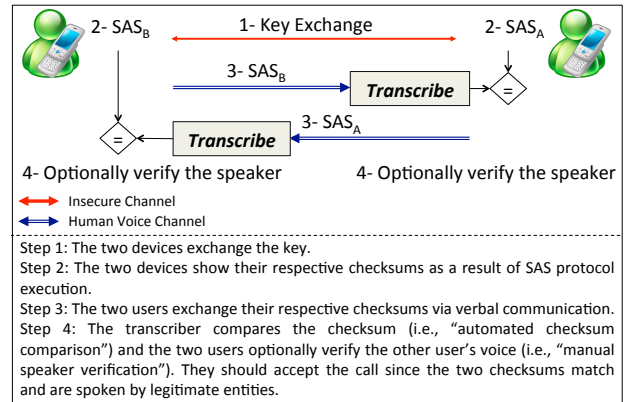 2- SAS_B
1- Key Exchange
2- SAS_A
3- SAS_B
Transcribe
=
3- SAS_A
=
Transcribe
4- Optionally verify the speaker
4- Optionally verify the speaker
Insecure Channel
Human Voice Channel
Step 1: The two devices exchange the key.
Step 2: The two devices show their respective checksums as a result of SAS protocol
execution.
Step 3: The two users exchange their respective checksums via verbal communication.
Step 4: The transcriber compares the checksum (i.e., “automated checksum
comparison”) and the two users optionally verify the other user’s voice (i.e., “manual
speaker verification”). They should accept the call since the two checksums match
and are spoken by legitimate entities.